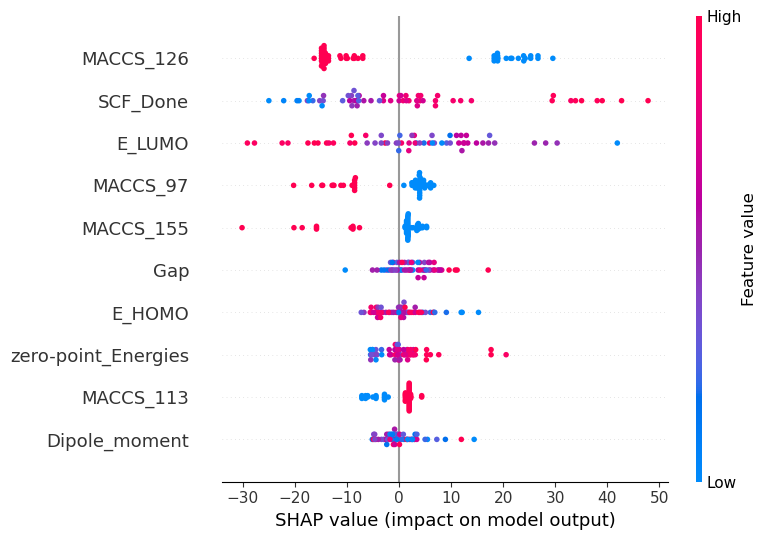 High
MACCS_126
SCF_Done
E_LUMO
MACCS_97
MACCS_155
Gap
E_HOMO
zero-point_Energies
MACCS_113
Dipole_moment
Feature value
Low
−30 −20 −10 0 10 20 30 40 50
SHAP value (impact on model output)